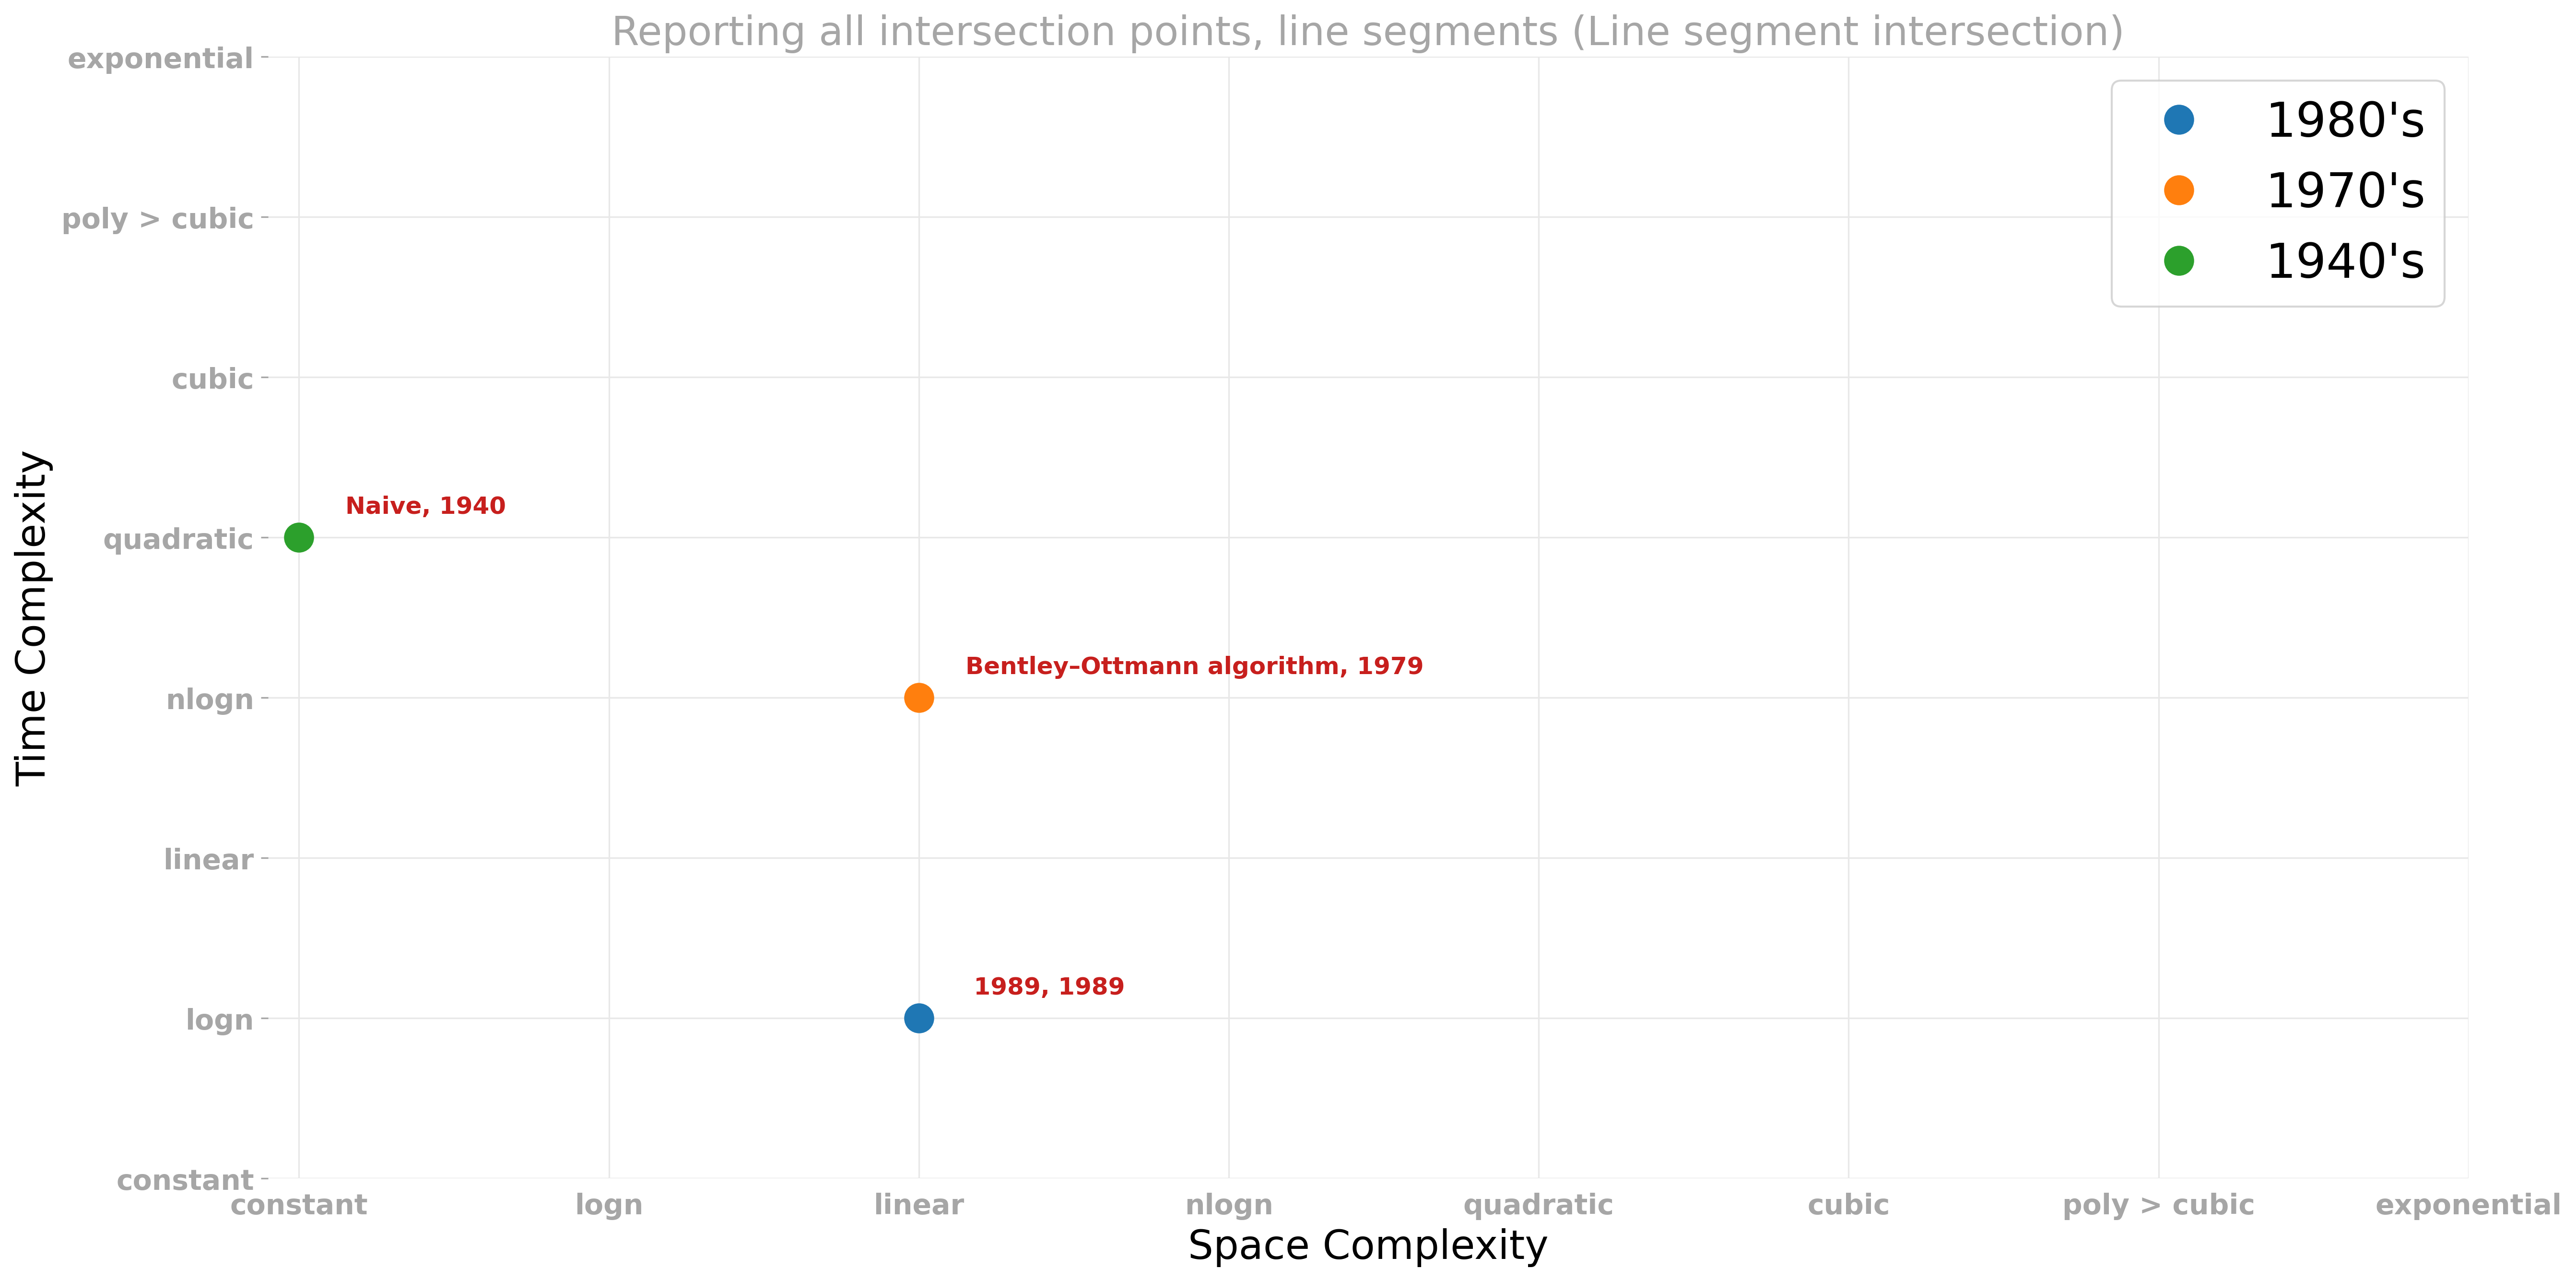 Reporting all intersection points, line segments (Line segment intersection)
exponential
poly > cubic
cubic
quadratic
nlogn
linear
logn
constant
Time Complexity
1980's
1970's
1940's
Naive, 1940
Bentley–Ottmann algorithm, 1979
1989, 1989
constant
logn
linear
nlogn
quadratic
cubic
poly > cubic
exponential
Space Complexity